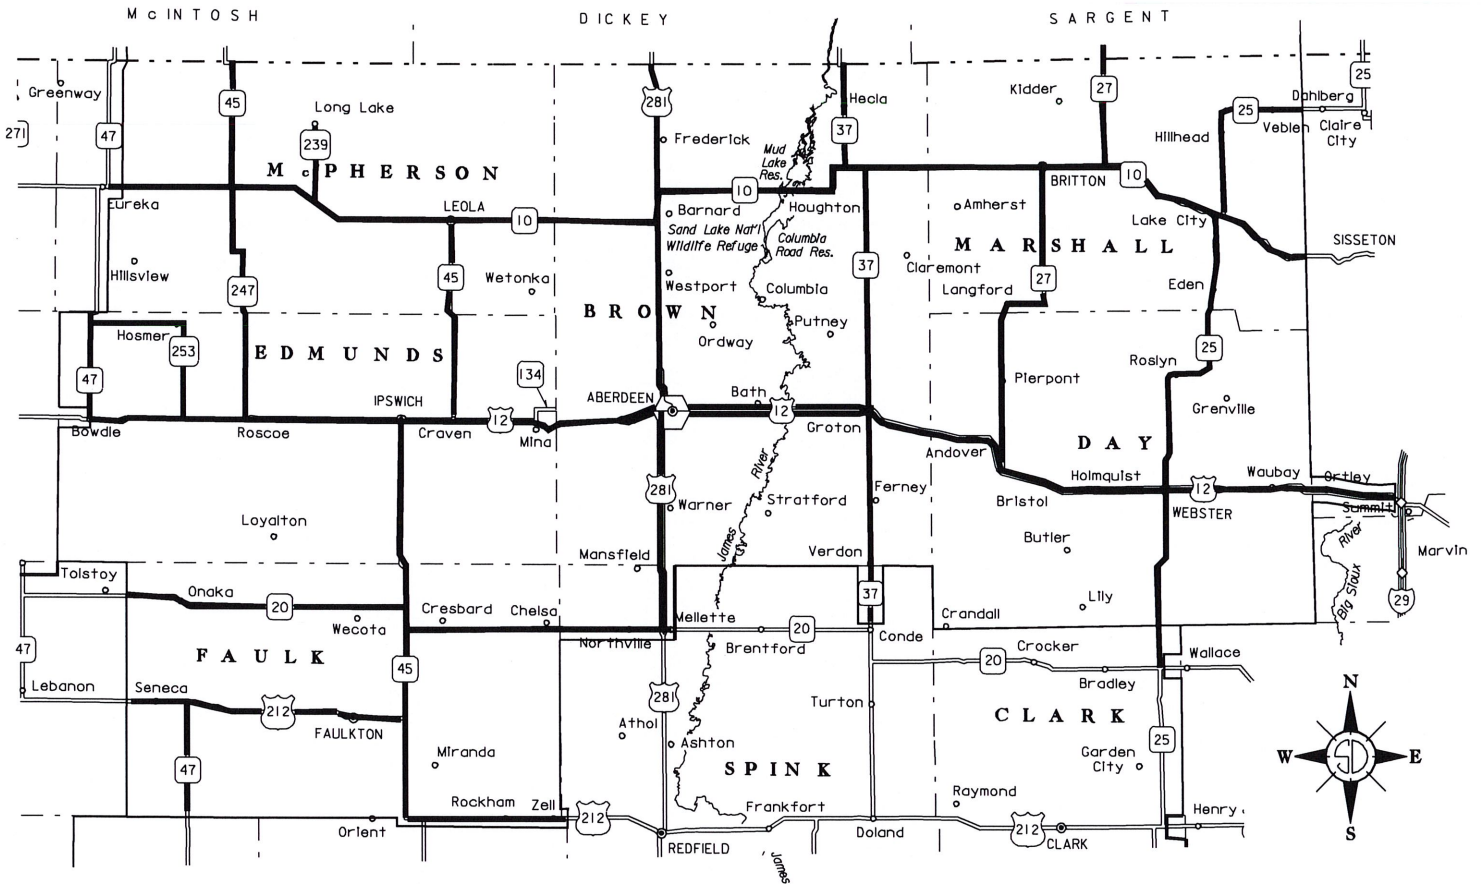 McINTOSH
DICKEY
SARGENT
Greenway
45
Long Lake
281
Hecla
Kidder
27
25
Dahlberg
25
Veblen
Claire
City
271
47
239
Frederick
37
Hillhead
McPHERSON
Mud
Lake
Res.
10
BRITTON
10
Eureka
LEOLA
10
Barnard
Houghton
Amherst
Lake City
Sand Lake Nat'l
Wildlife Refuge
Columbia
Road Res.
MARSHALL
SISSETON
Hillsview
247
45
Wetonka
Westport
Columbia
37
Claremont
27
Langford
Eden
BROWN
Putney
Hosmer
253
EDMUNDS
Ordway
25
Roslyn
47
134
Pierpont
Grenville
IPSWICH
ABERDEEN
Bath
12
Bowdle
Roscoe
Craven
12
Mina
Groton
Andover
DAY
River
281
Warner
Stratford
Ferney
Holmquist
Bristol
12
WEBSTER
Waubay
Ortley
Summit
Loyalton
Mansfield
James
Verdon
Butler
River
Marvin
Tolstoy
Onaka
20
Wecota
Cresbard
Chelsa
37
Lily
Big Sioux
29
Mellette
Northville
Brentford
20
Conde
Crandall
47
FAULK
45
Crocker
20
Wallace
Lebanon
Seneca
281
Turton
Bradley
212
FAULKTON
Athol
CLARK
25
N
Ashton
Garden
City
W
SD
E
47
Miranda
SPINK
Rockham
Zell
212
Frankfort
Raymond
Henry
S
Orient
REDFIELD
Doland
212
CLARK
James